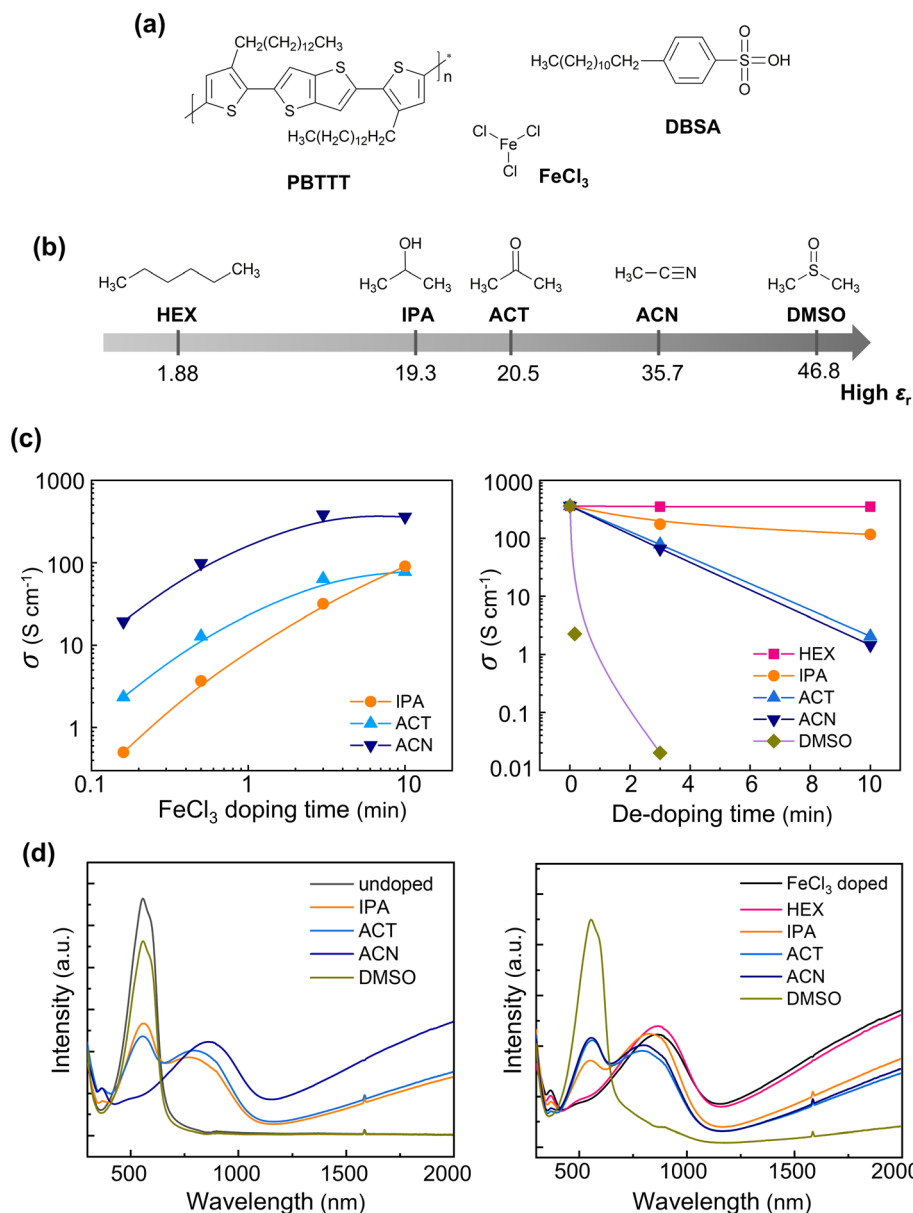 (a)
CH₂(CH₂)₁₂CH₃
S
S
S
S
*
n
H₃C(H₂C)₁₂H₂C
PBTTT
H₃C(CH₂)₁₀CH₂
O
S
OH
O
DBSA
Cl
Cl
Fe
Cl
FeCl₃
(b)
H₃C
CH₃
HEX
OH
H₃C
CH₃
IPA
O
H₃C
CH₃
ACT
H₃C—C≡N
ACN
O
S
H₃C
CH₃
DMSO
1.88
19.3
20.5
35.7
46.8
High εᵣ
(c)
1000
100
10
1
0.1
1
10
σ (S cm⁻¹)
FeCl₃ doping time (min)
IPA
ACT
ACN
1000
100
10
1
0.1
0.01
0
2
4
6
8
10
σ (S cm⁻¹)
De-doping time (min)
HEX
IPA
ACT
ACN
DMSO
(d)
Intensity (a.u.)
undoped
IPA
ACT
ACN
DMSO
500
1000
1500
2000
Wavelength (nm)
Intensity (a.u.)
FeCl₃ doped
HEX
IPA
ACT
ACN
DMSO
500
1000
1500
2000
Wavelength (nm)